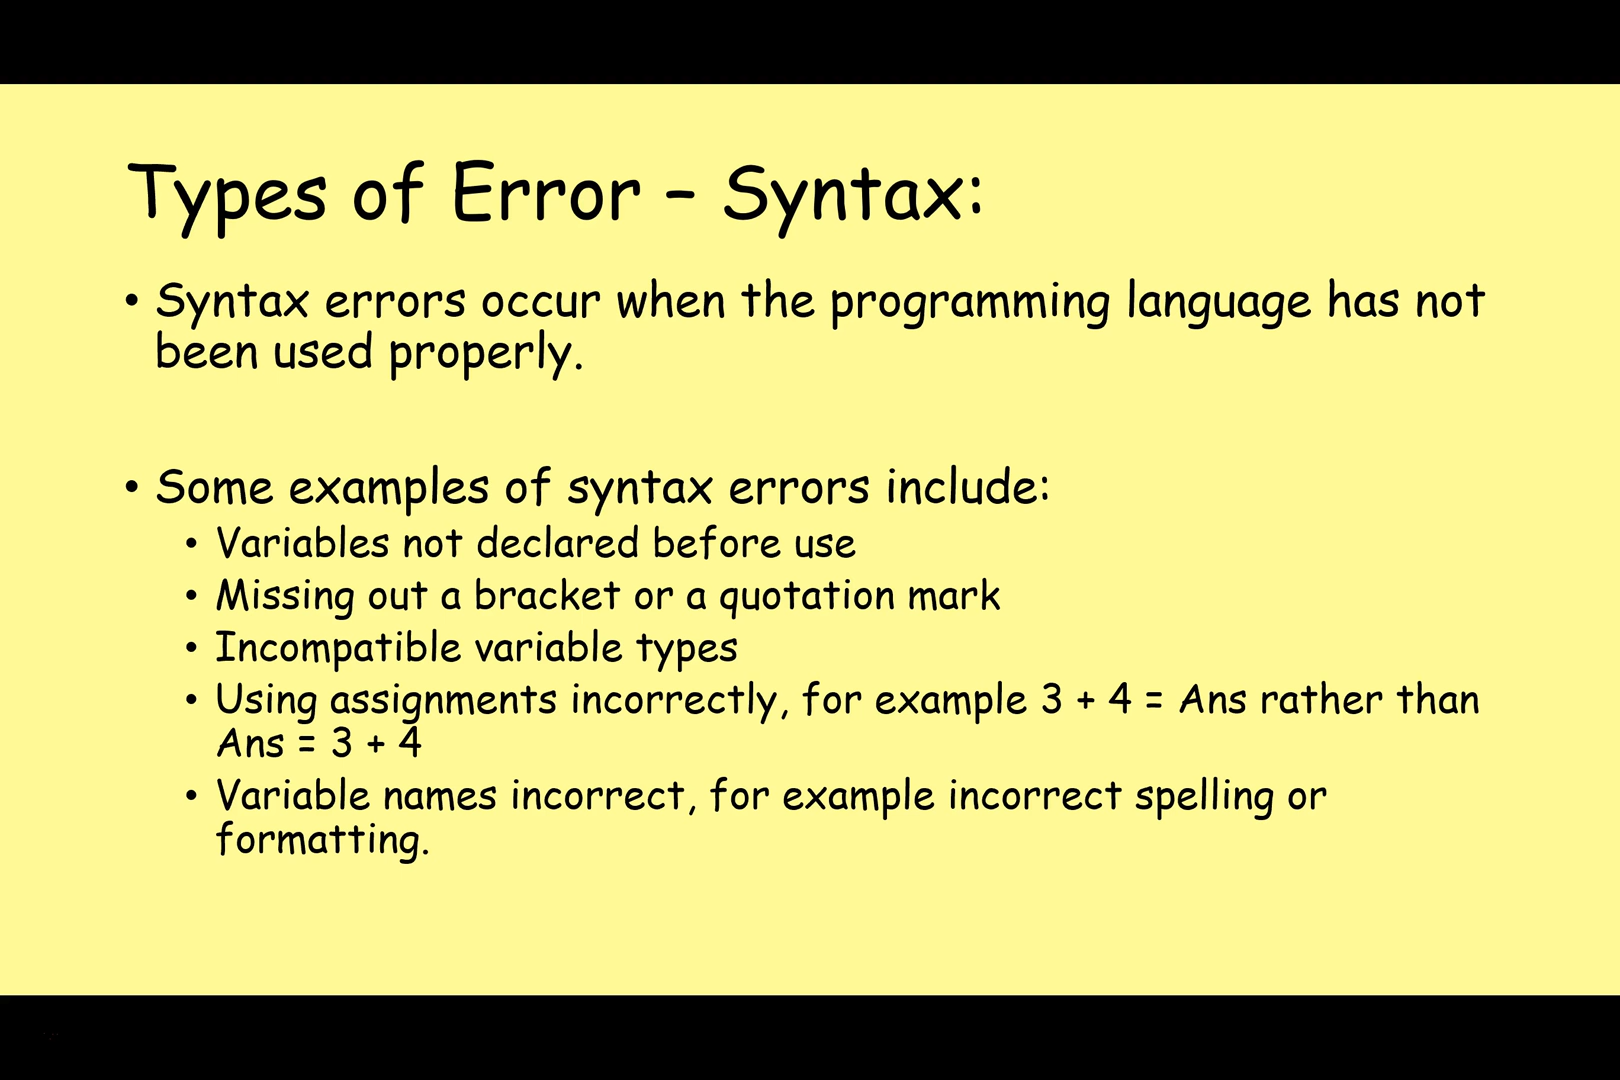 Types of Error – Syntax:
• Syntax errors occur when the programming language has not
been used properly.
• Some examples of syntax errors include:
• Variables not declared before use
• Missing out a bracket or a quotation mark
• Incompatible variable types
• Using assignments incorrectly, for example 3 + 4 = Ans rather than
Ans = 3 + 4
• Variable names incorrect, for example incorrect spelling or
formatting.